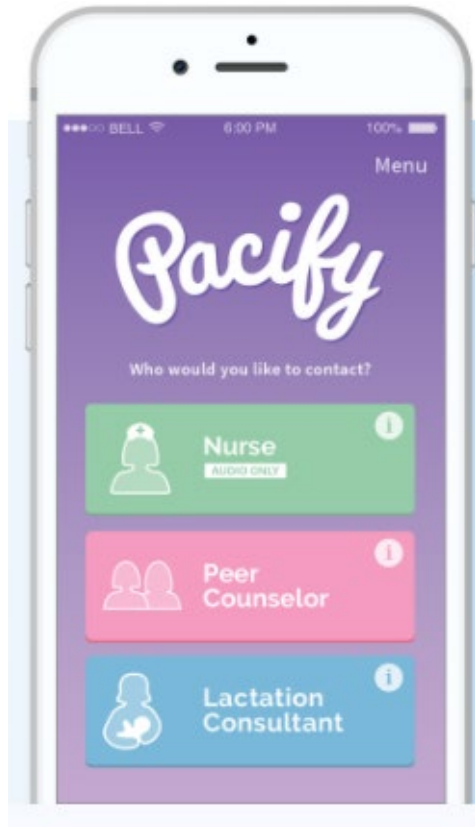 BELL 6:00 PM 100%
Menu
Pacify
Who would you like to contact?
Nurse
AUDIO ONLY
i
Peer
Counselor
i
Lactation
Consultant
i